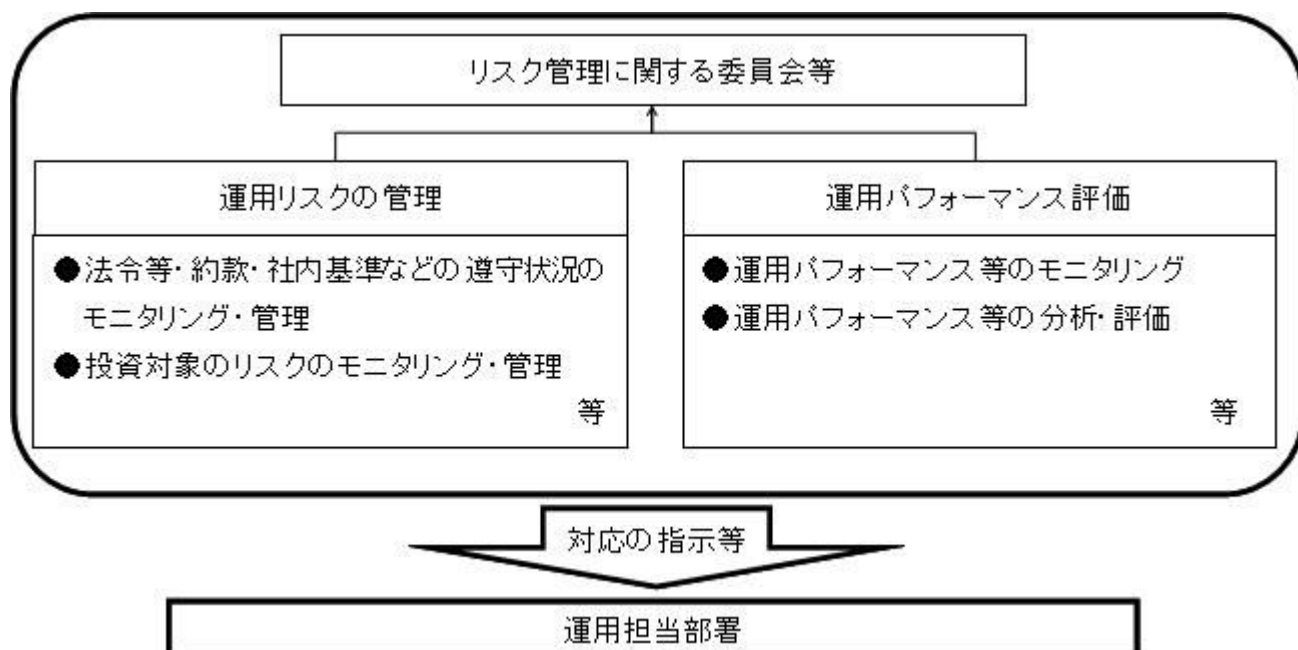 リスク管理に関する委員会等
運用リスクの管理
●法令等・約款・社内基準などの遵守状況の
モニタリング・管理
●投資対象のリスクのモニタリング・管理
等
運用パフォーマンス評価
●運用パフォーマンス等のモニタリング
●運用パフォーマンス等の分析・評価
等
対応の指示等
運用担当部署